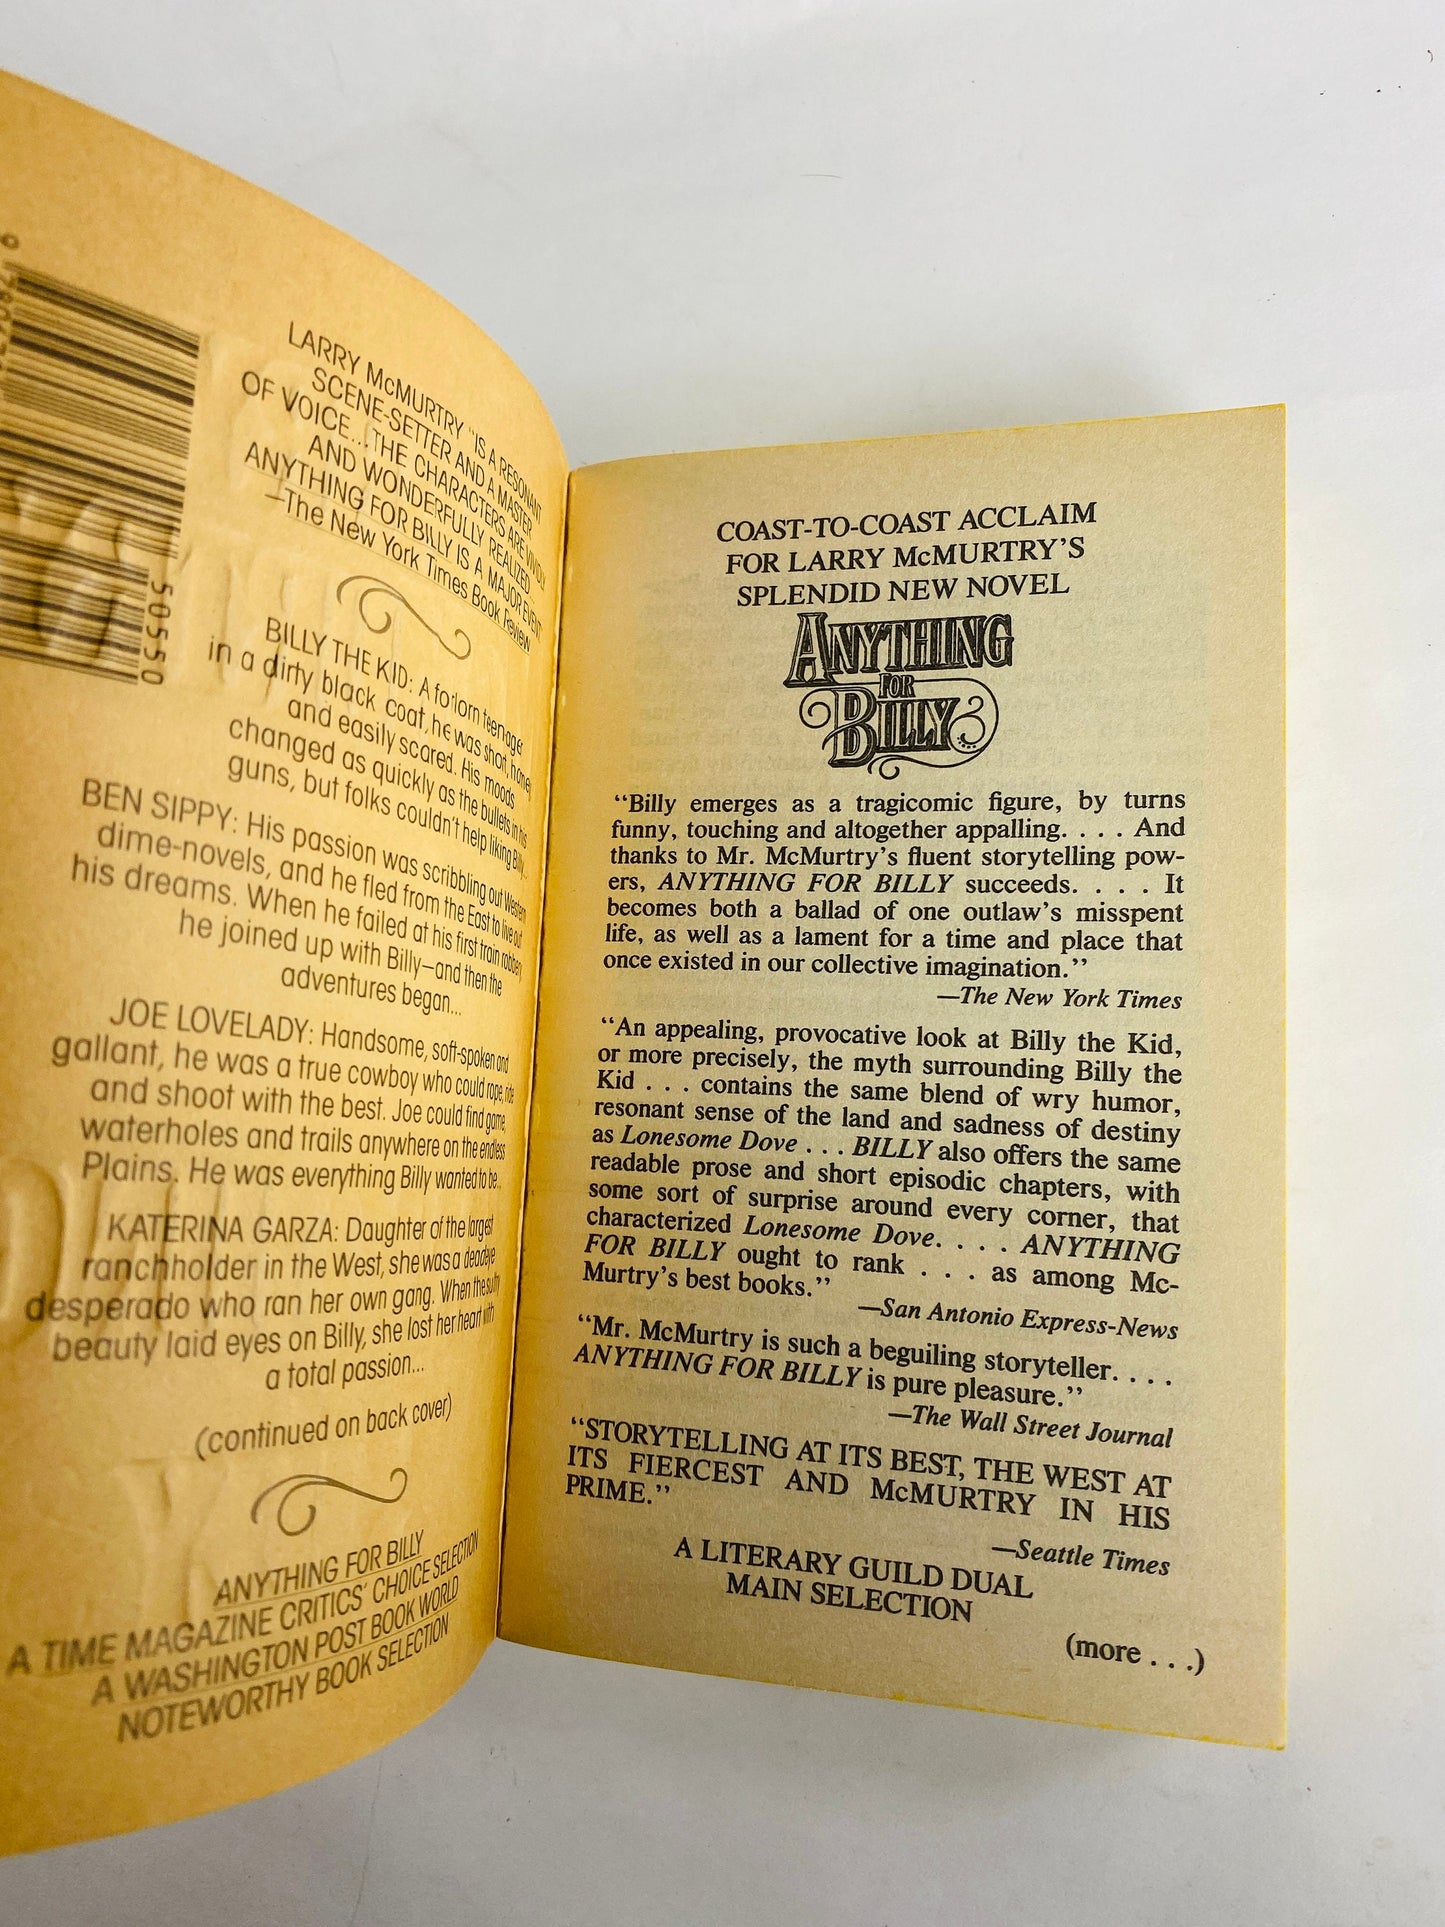 LARRY McMURTRY "IS A RESONANT
SCENE-SETTER AND A MASTER
OF VOICE...THE CHARACTERS ARE VIVIDLY
AND WONDERFULLY REALIZED
ANYTHING FOR BILLY IS A MAJOR EVENT
—The New York Times Book Review
BILLY THE KID: A forlorn teenager
in a dirty black coat, he was short, homely
and easily scared. His moods
changed as quickly as the bullets in his
guns, but folks couldn't help liking Billy...
BEN SIPPY: His passion was scribbling out Western
dime-novels, and he fled from the East to live out
his dreams. When he failed at his first train robbery
he joined up with Billy—and then the
adventures began...
JOE LOVELADY: Handsome, soft-spoken and
gallant, he was a true cowboy who could rope, ride
and shoot with the best. Joe could find game,
waterholes and trails anywhere on the endless
Plains. He was everything Billy wanted to be...
KATERINA GARZA: Daughter of the largest
ranchholder in the West, she was a deadeye
desperado who ran her own gang. When the sultry
beauty laid eyes on Billy, she lost her heart with
a total passion...
(continued on back cover)
ANYTHING FOR BILLY
A TIME MAGAZINE CRITICS' CHOICE SELECTION
A WASHINGTON POST BOOK WORLD
NOTEWORTHY BOOK SELECTION
50550
COAST-TO-COAST ACCLAIM
FOR LARRY McMURTRY'S
SPLENDID NEW NOVEL
ANYTHING
FOR
BILLY
"Billy emerges as a tragicomic figure, by turns
funny, touching and altogether appalling. . . . And
thanks to Mr. McMurtry's fluent storytelling pow-
ers, ANYTHING FOR BILLY succeeds. . . . It
becomes both a ballad of one outlaw's misspent
life, as well as a lament for a time and place that
once existed in our collective imagination."
—The New York Times
"An appealing, provocative look at Billy the Kid,
or more precisely, the myth surrounding Billy the
Kid . . . contains the same blend of wry humor,
resonant sense of the land and sadness of destiny
as Lonesome Dove . . . BILLY also offers the same
readable prose and short episodic chapters, with
some sort of surprise around every corner, that
characterized Lonesome Dove. . . . ANYTHING
FOR BILLY ought to rank . . . as among Mc-
Murtry's best books."
—San Antonio Express-News
"Mr. McMurtry is such a beguiling storyteller. . . .
ANYTHING FOR BILLY is pure pleasure."
—The Wall Street Journal
"STORYTELLING AT ITS BEST, THE WEST AT
ITS FIERCEST AND McMURTRY IN HIS
PRIME."
—Seattle Times
A LITERARY GUILD DUAL
MAIN SELECTION
(more . . .)